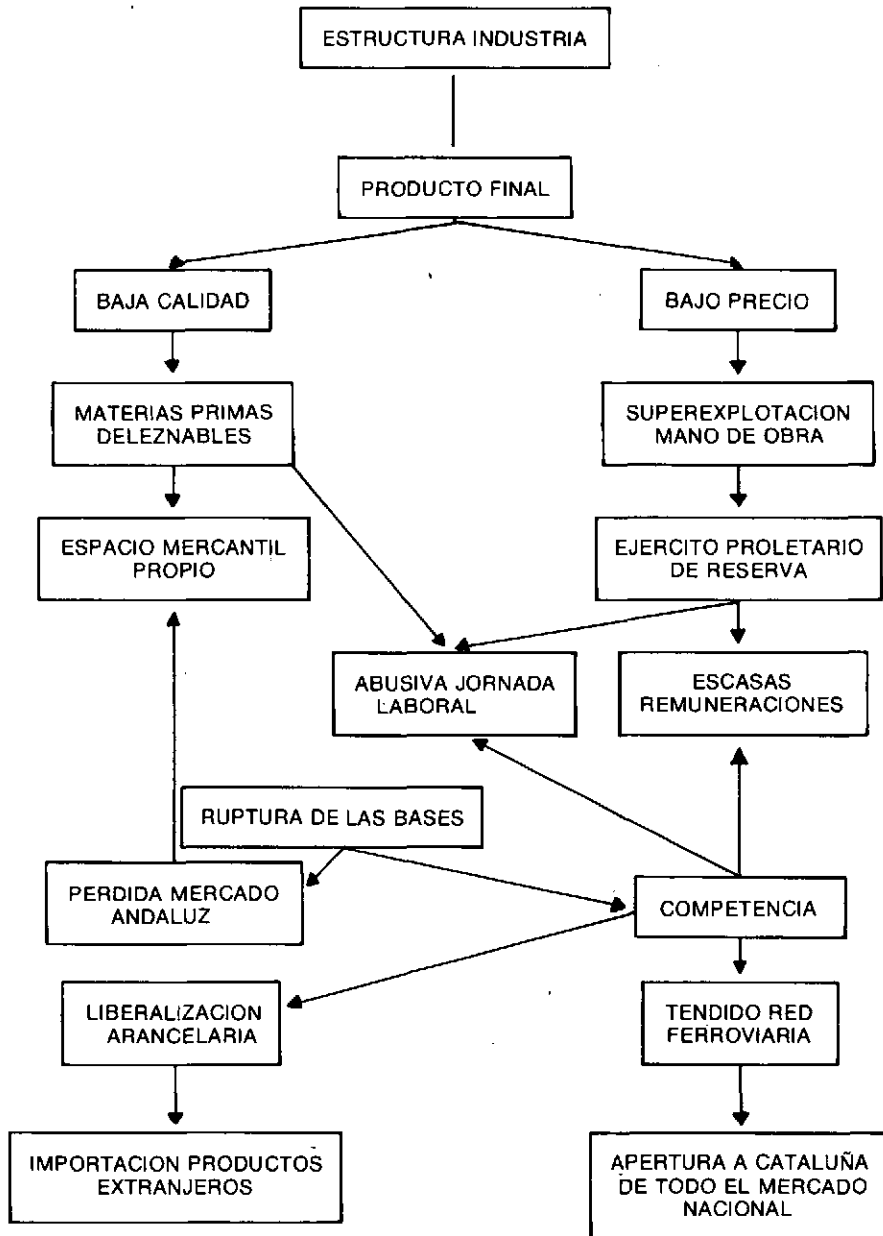 ESTRUCTURA INDUSTRIA
PRODUCTO FINAL
BAJA CALIDAD
BAJO PRECIO
MATERIAS PRIMAS
DELEZNABLES
SUPEREXPLOTACION
MANO DE OBRA
ESPACIO MERCANTIL
PROPIO
EJERCITO PROLETARIO
DE RESERVA
ABUSIVA JORNADA
LABORAL
ESCASAS
REMUNERACIONES
RUPTURA DE LAS BASES
PERDIDA MERCADO
ANDALUZ
COMPETENCIA
LIBERALIZACION
ARANCELARIA
TENDIDO RED
FERROVIARIA
IMPORTACION PRODUCTOS
EXTRANJEROS
APERTURA A CATALUÑA
DE TODO EL MERCADO
NACIONAL